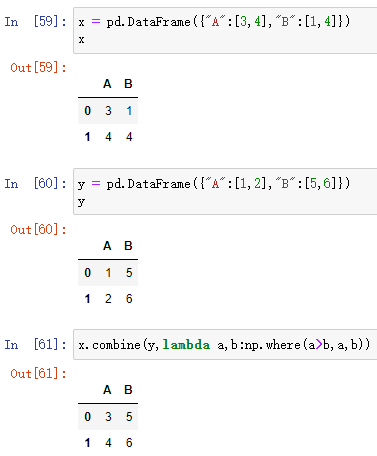 In [59]: x = pd.DataFrame({"A":[3,4],"B":[1,4]})
x
Out[59]:
A B
0 3 1
1 4 4
In [60]: y = pd.DataFrame({"A":[1,2],"B":[5,6]})
y
Out[60]:
A B
0 1 5
1 2 6
In [61]: x.combine(y,lambda a,b:np.where(a>b,a,b))
Out[61]:
A B
0 3 5
1 4 6